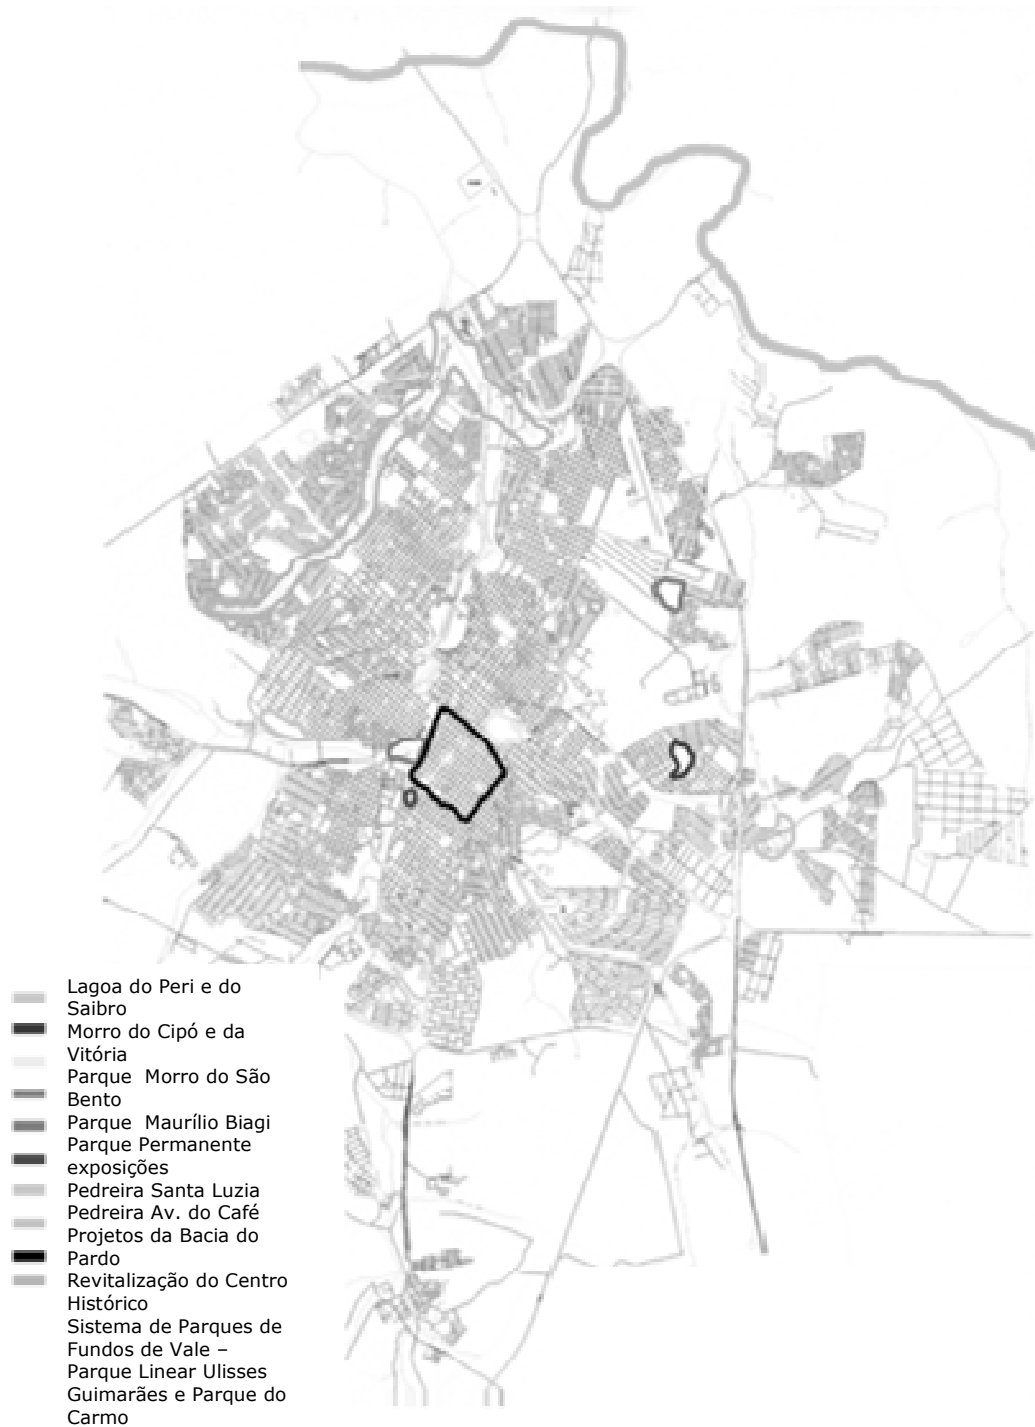 Lagoa do Peri e do
Saibro
Morro do Cipó e da
Vitória
Parque Morro do São
Bento
Parque Maurílio Biagi
Parque Permanente
exposições
Pedreira Santa Luzia
Pedreira Av. do Café
Projetos da Bacia do
Pardo
Revitalização do Centro
Histórico
Sistema de Parques de
Fundos de Vale –
Parque Linear Ulisses
Guimarães e Parque do
Carmo